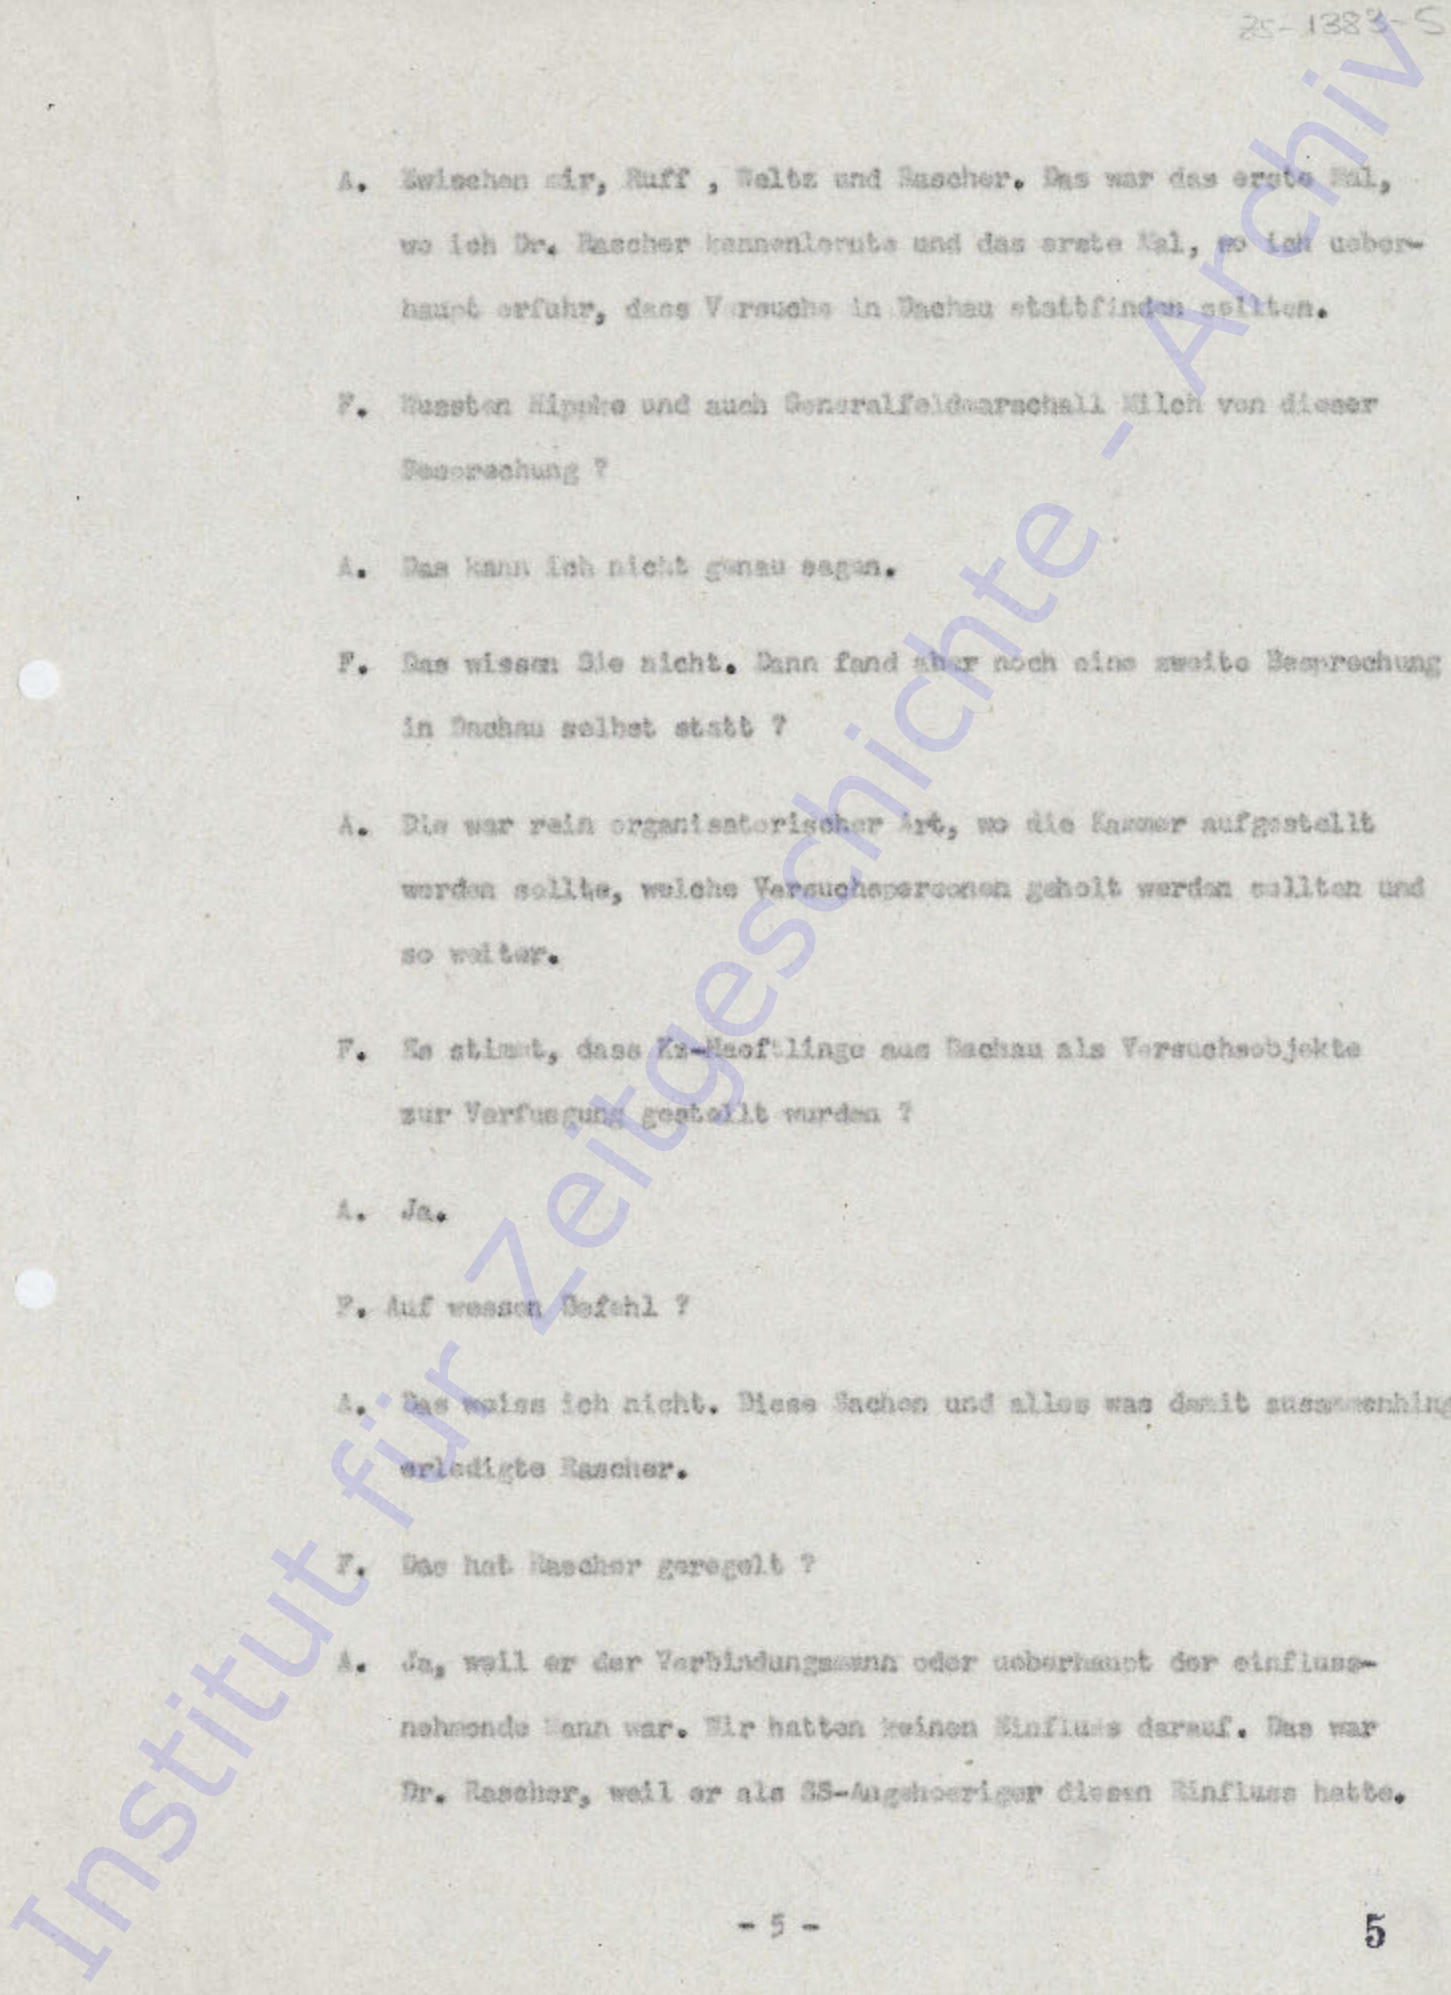 ZS-1383-5
A. Zwischen mir, Ruff , Weltz und Rascher. Das war das erste Mal,
wo ich Dr. Rascher kennenlernte und das erste Mal, wo ich ueber-
haupt erfuhr, dass Versuche in Dachau stattfinden sollten.
F. Wussten Hippke und auch Generalfeldmarschall Milch von dieser
Besprechung ?
A. Das kann ich nicht genau sagen.
F. Das wissen Sie nicht. Dann fand aber noch eine zweite Besprechung
in Dachau selbst statt ?
A. Die war rein organisatorischer Art, wo die Kammer aufgestellt
werden sollte, welche Versuchspersonen geholt werden sollten und
so weiter.
F. Es stimmt, dass Kz-Haeftlinge aus Dachau als Versuchsobjekte
zur Verfuegung gestellt wurden ?
A. Ja.
F. Auf wessen Befehl ?
A. Das weiss ich nicht. Diese Sachen und alles was damit zusammenhing
erledigte Rascher.
F. Das hat Rascher geregelt ?
A. Ja, weil er der Verbindungsmann oder ueberhaupt der einfluss-
nehmende Mann war. Wir hatten keinen Einfluss darauf. Das war
Dr. Rascher, weil er als SS-Angehoeriger diesen Einfluss hatte.
- 5 -
5
Institut für Zeitgeschichte - Archiv